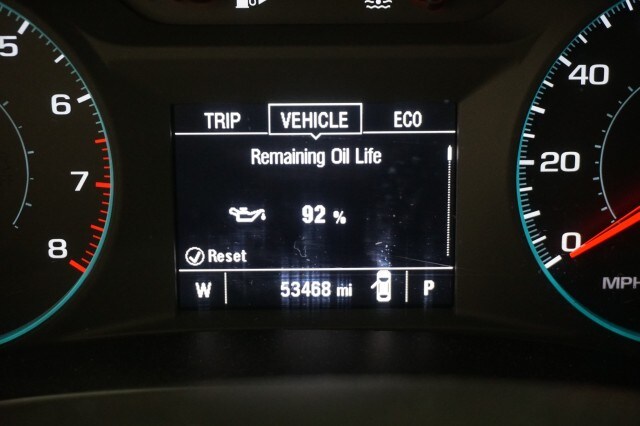 TRIP VEHICLE ECO
Remaining Oil Life
92 %
Reset
W 53468 mi P
5
6
7
8
40
20
0
MPH